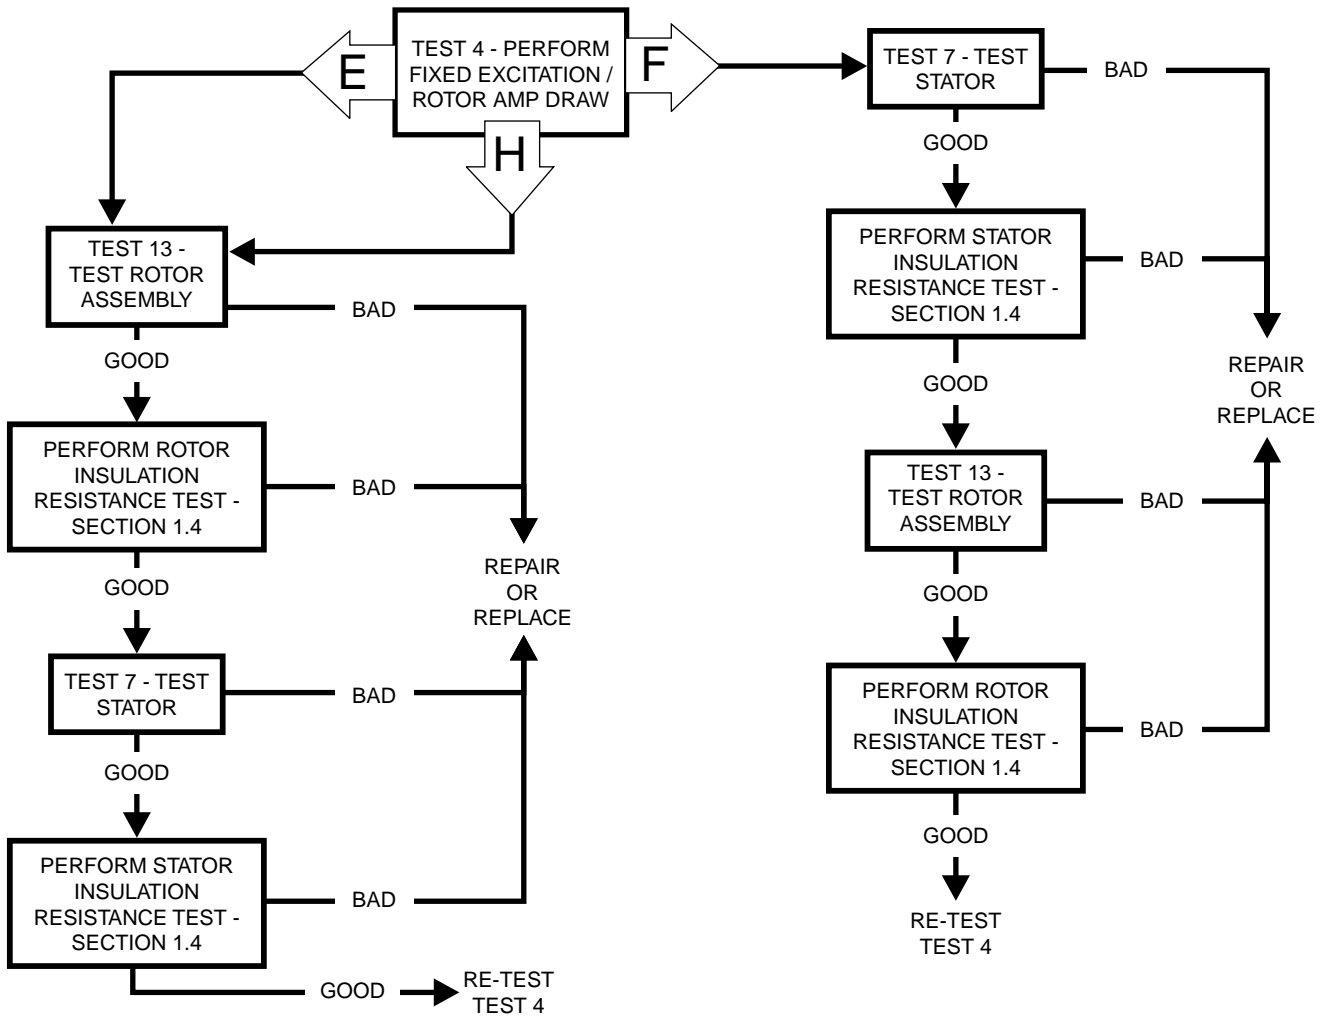 E
TEST 4 - PERFORM
FIXED EXCITATION /
ROTOR AMP DRAW
F
H
TEST 13 -
TEST ROTOR
ASSEMBLY
BAD
GOOD
PERFORM ROTOR
INSULATION
RESISTANCE TEST -
SECTION 1.4
BAD
GOOD
REPAIR
OR
REPLACE
TEST 7 - TEST
STATOR
BAD
GOOD
PERFORM STATOR
INSULATION
RESISTANCE TEST -
SECTION 1.4
BAD
GOOD
RE-TEST
TEST 4
TEST 7 - TEST
STATOR
BAD
GOOD
PERFORM STATOR
INSULATION
RESISTANCE TEST -
SECTION 1.4
BAD
GOOD
REPAIR
OR
REPLACE
TEST 13 -
TEST ROTOR
ASSEMBLY
BAD
GOOD
PERFORM ROTOR
INSULATION
RESISTANCE TEST -
SECTION 1.4
BAD
GOOD
RE-TEST
TEST 4